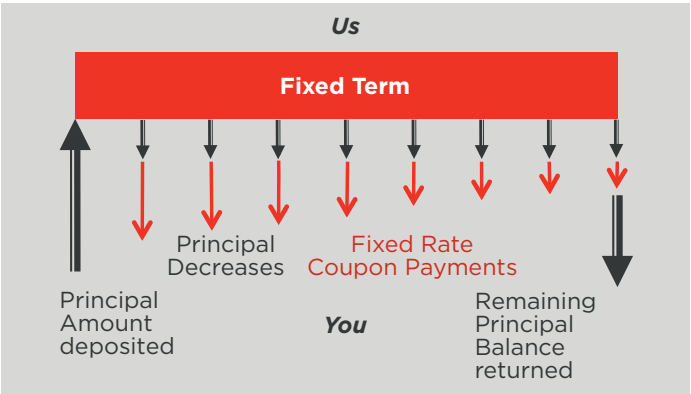 Us
Fixed Term
Principal
Decreases
Fixed Rate
Coupon Payments
Principal
Amount
deposited
You
Remaining
Principal
Balance
returned